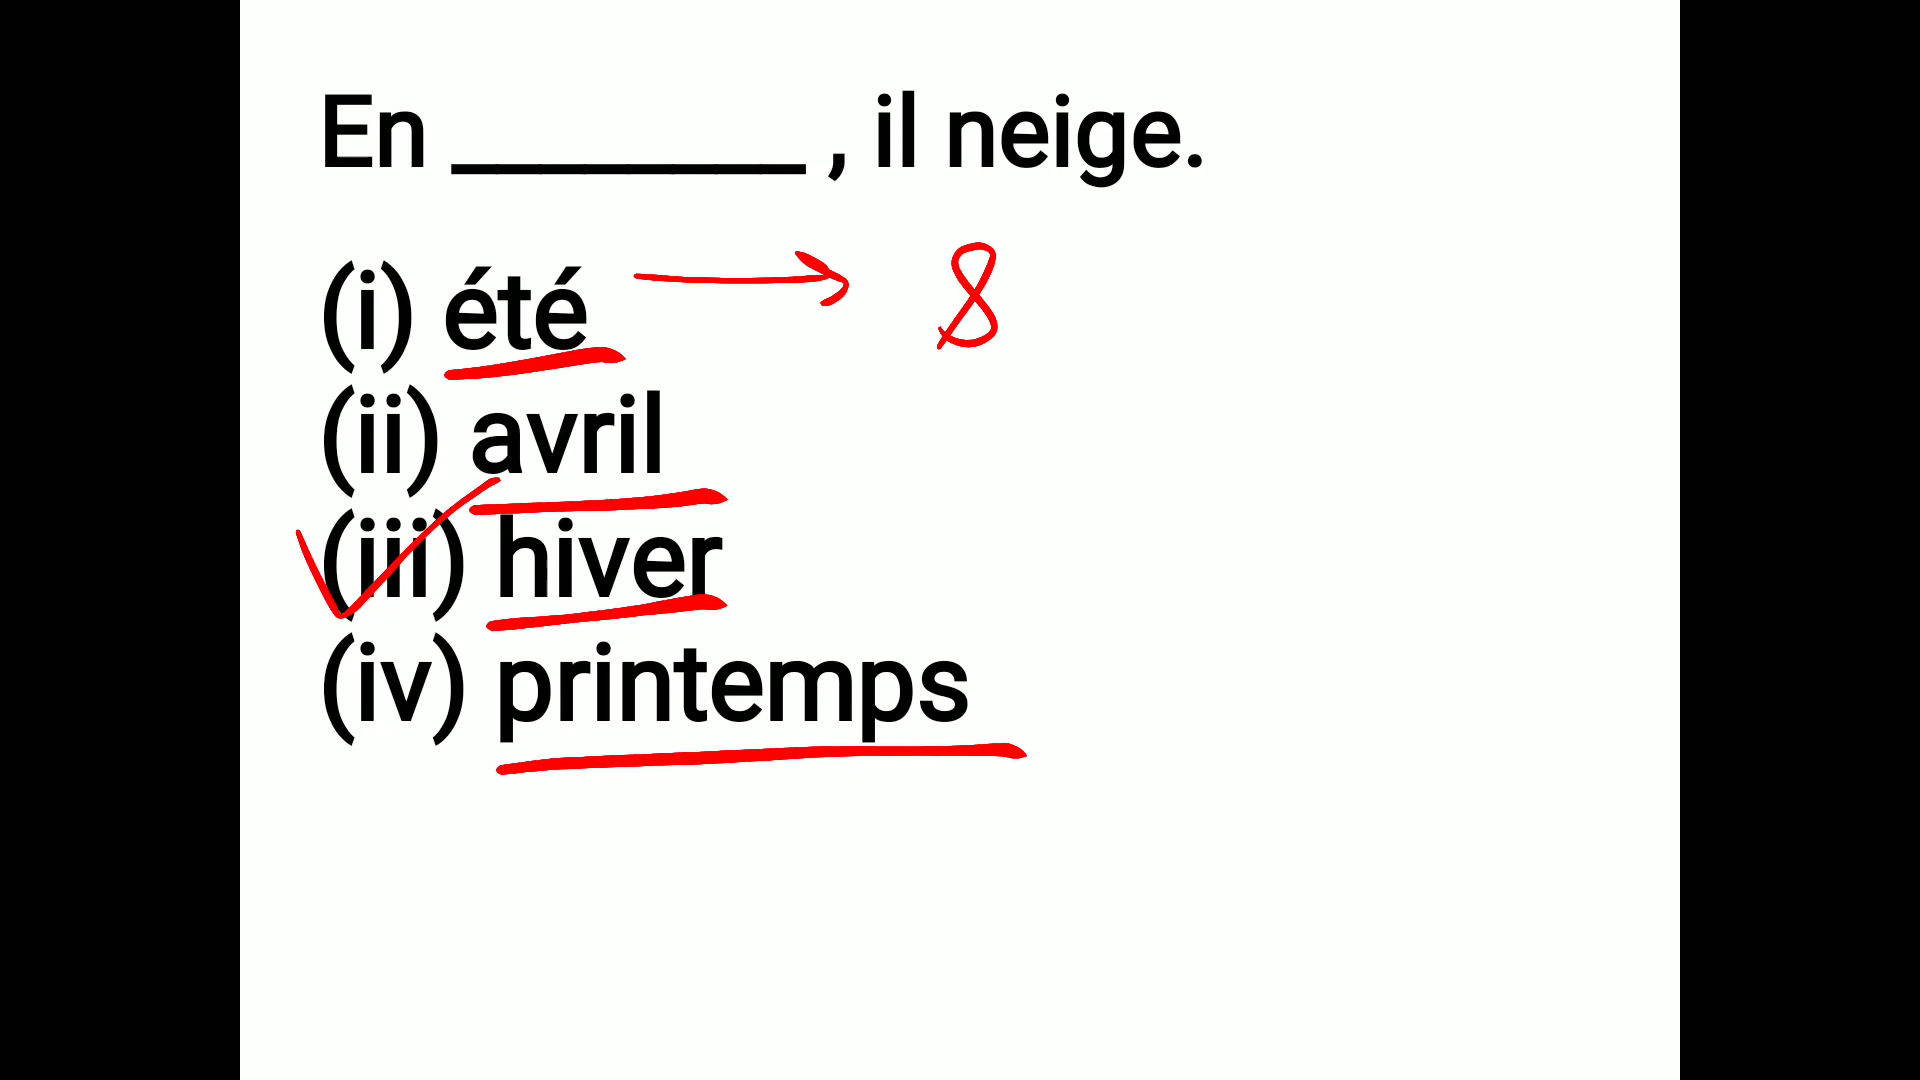 En ________ , il neige.
(i) été → 8
(ii) avril
(iii) hiver
(iv) printemps